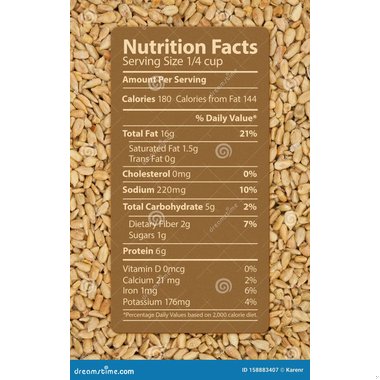 Nutrition Facts
Serving Size 1/4 cup
Amount Per Serving
Calories 180 Calories from Fat 144
% Daily Value*
Total Fat 16g 21%
Saturated Fat 1.5g
Trans Fat 0g
Cholesterol 0mg 0%
Sodium 220mg 10%
Total Carbohydrate 5g 2%
Dietary Fiber 2g 7%
Sugars 1g
Protein 6g
Vitamin D 0mcg 0%
Calcium 21 mg 2%
Iron 1mg 6%
Potassium 176mg 4%
*Percentage Daily Values based on 2,000 calorie diet.
dreamstime
dreamstime.com
ID 158883407 © Karenr